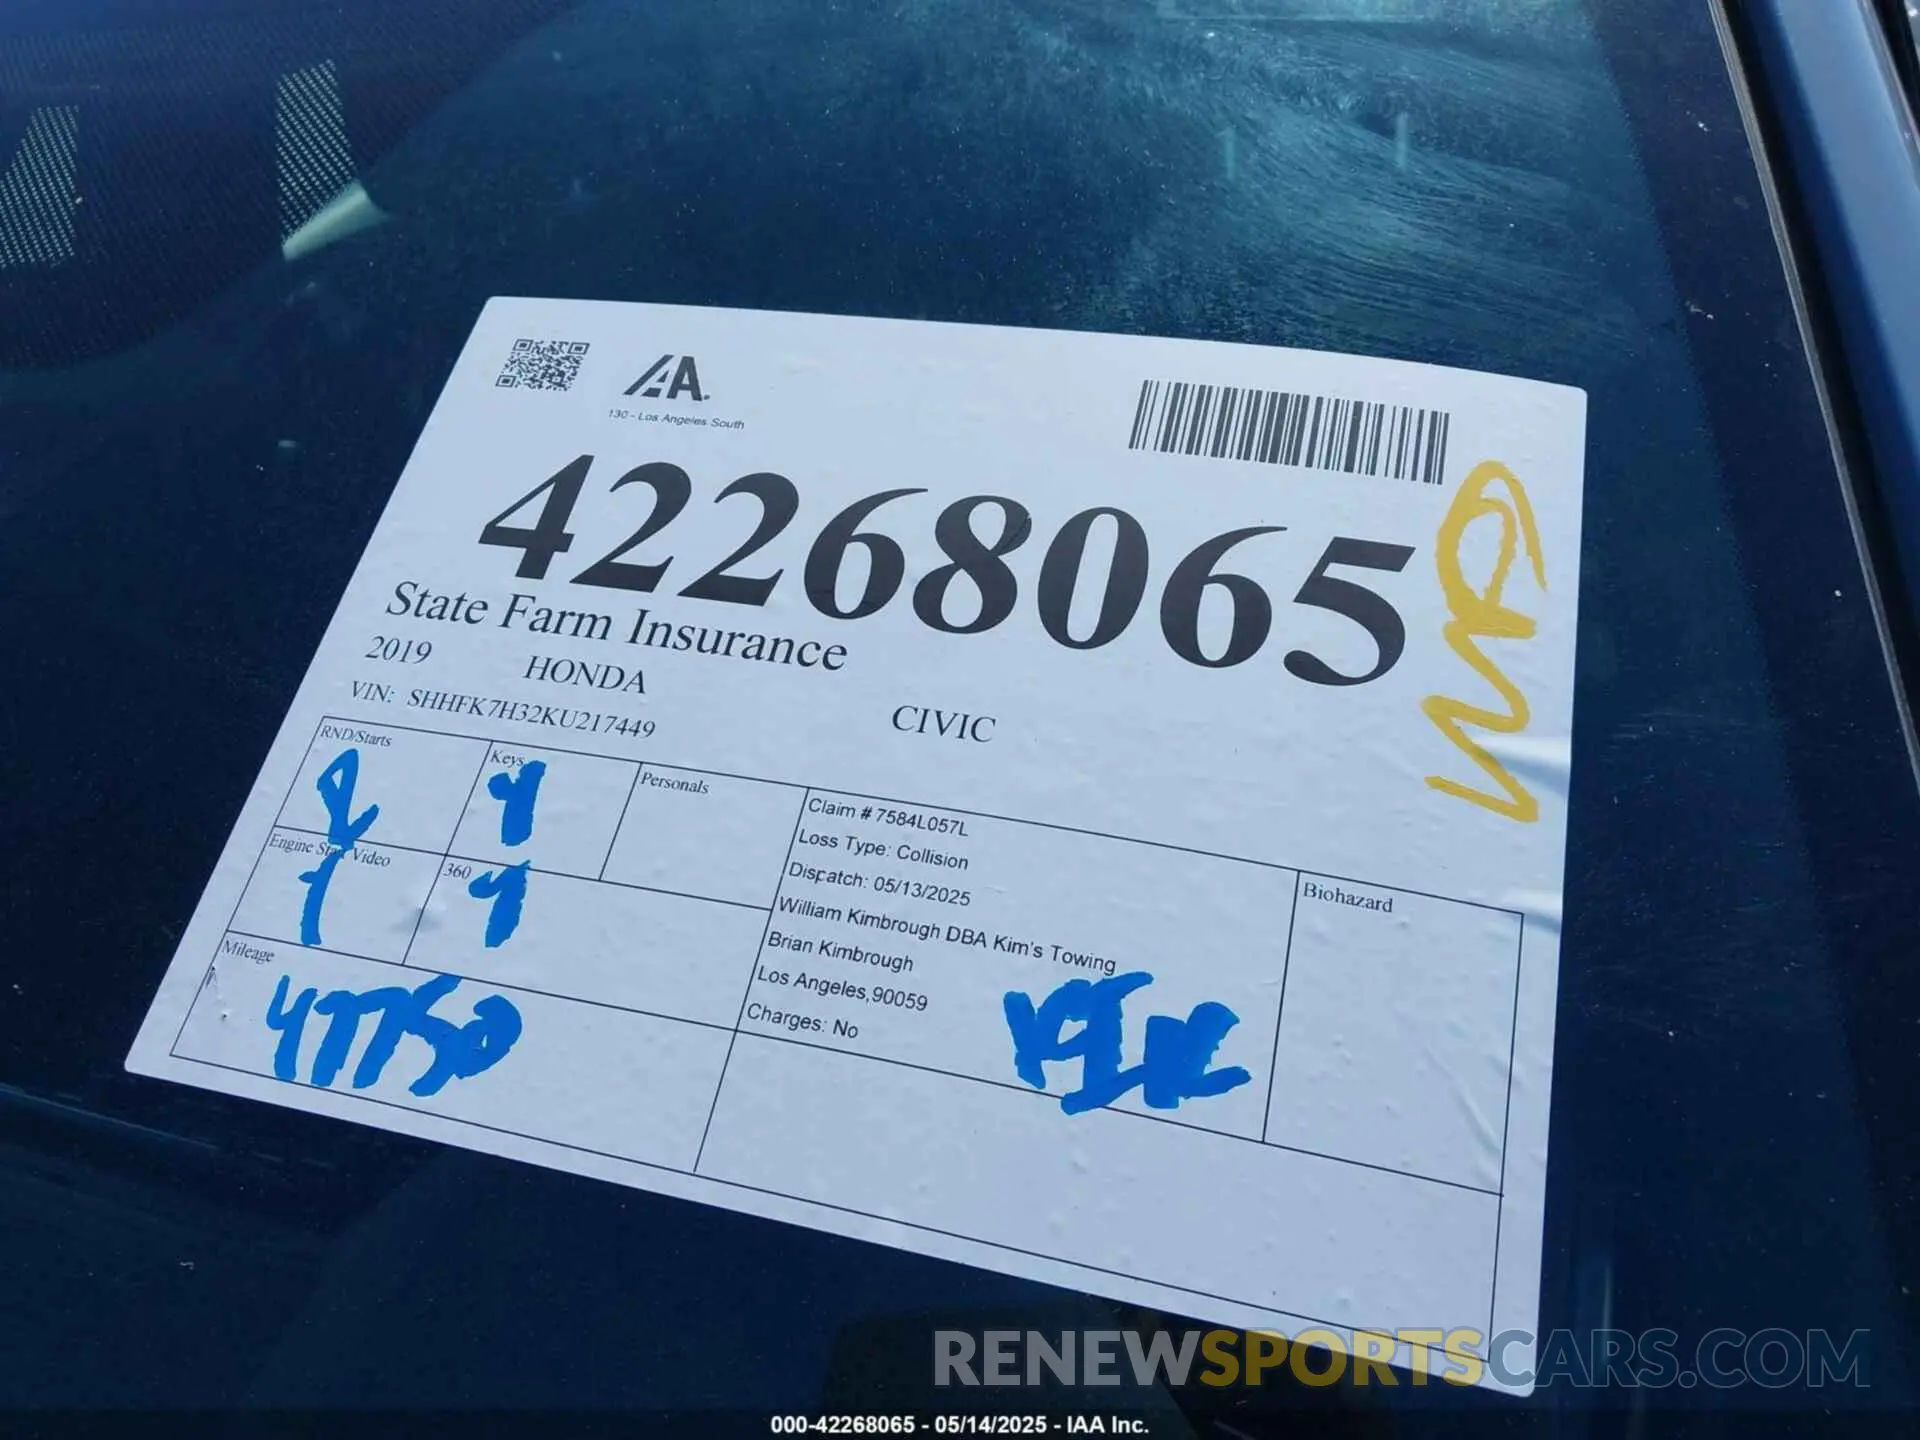 IAA.
130 - Los Angeles South
42268065
State Farm Insurance
2019 HONDA CIVIC
VIN: SHHFK7H32KU217449
RND/Starts
Keys
Personals
Engine Start Video
360
Mileage
47750
Claim # 7584L057L
Loss Type: Collision
Dispatch: 05/13/2025
William Kimbrough DBA Kim's Towing
Brian Kimbrough
Los Angeles,90059
Charges: No
Biohazard
RENEWSPORTSCARS.COM
000-42268065 - 05/14/2025 - IAA Inc.